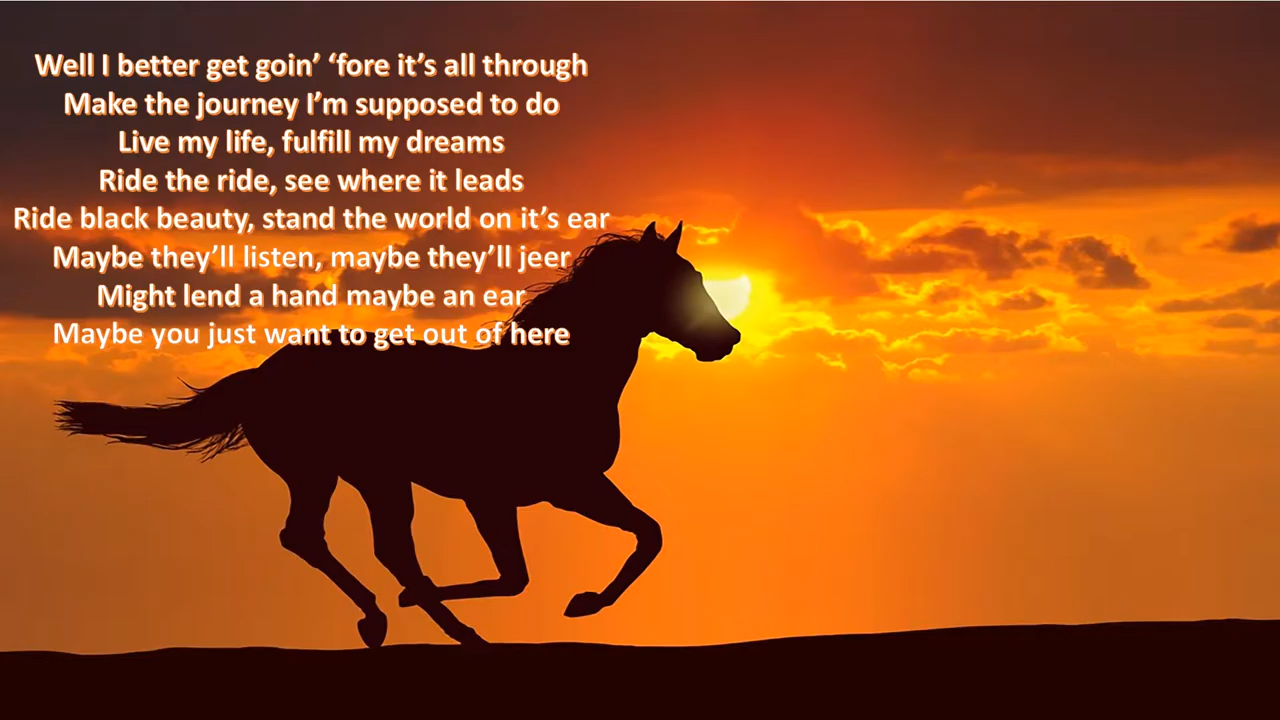 Well I better get goin’ ‘fore it’s all through
Make the journey I’m supposed to do
Live my life, fulfill my dreams
Ride the ride, see where it leads
Ride black beauty, stand the world on it’s ear
Maybe they’ll listen, maybe they’ll jeer
Might lend a hand maybe an ear
Maybe you just want to get out of here